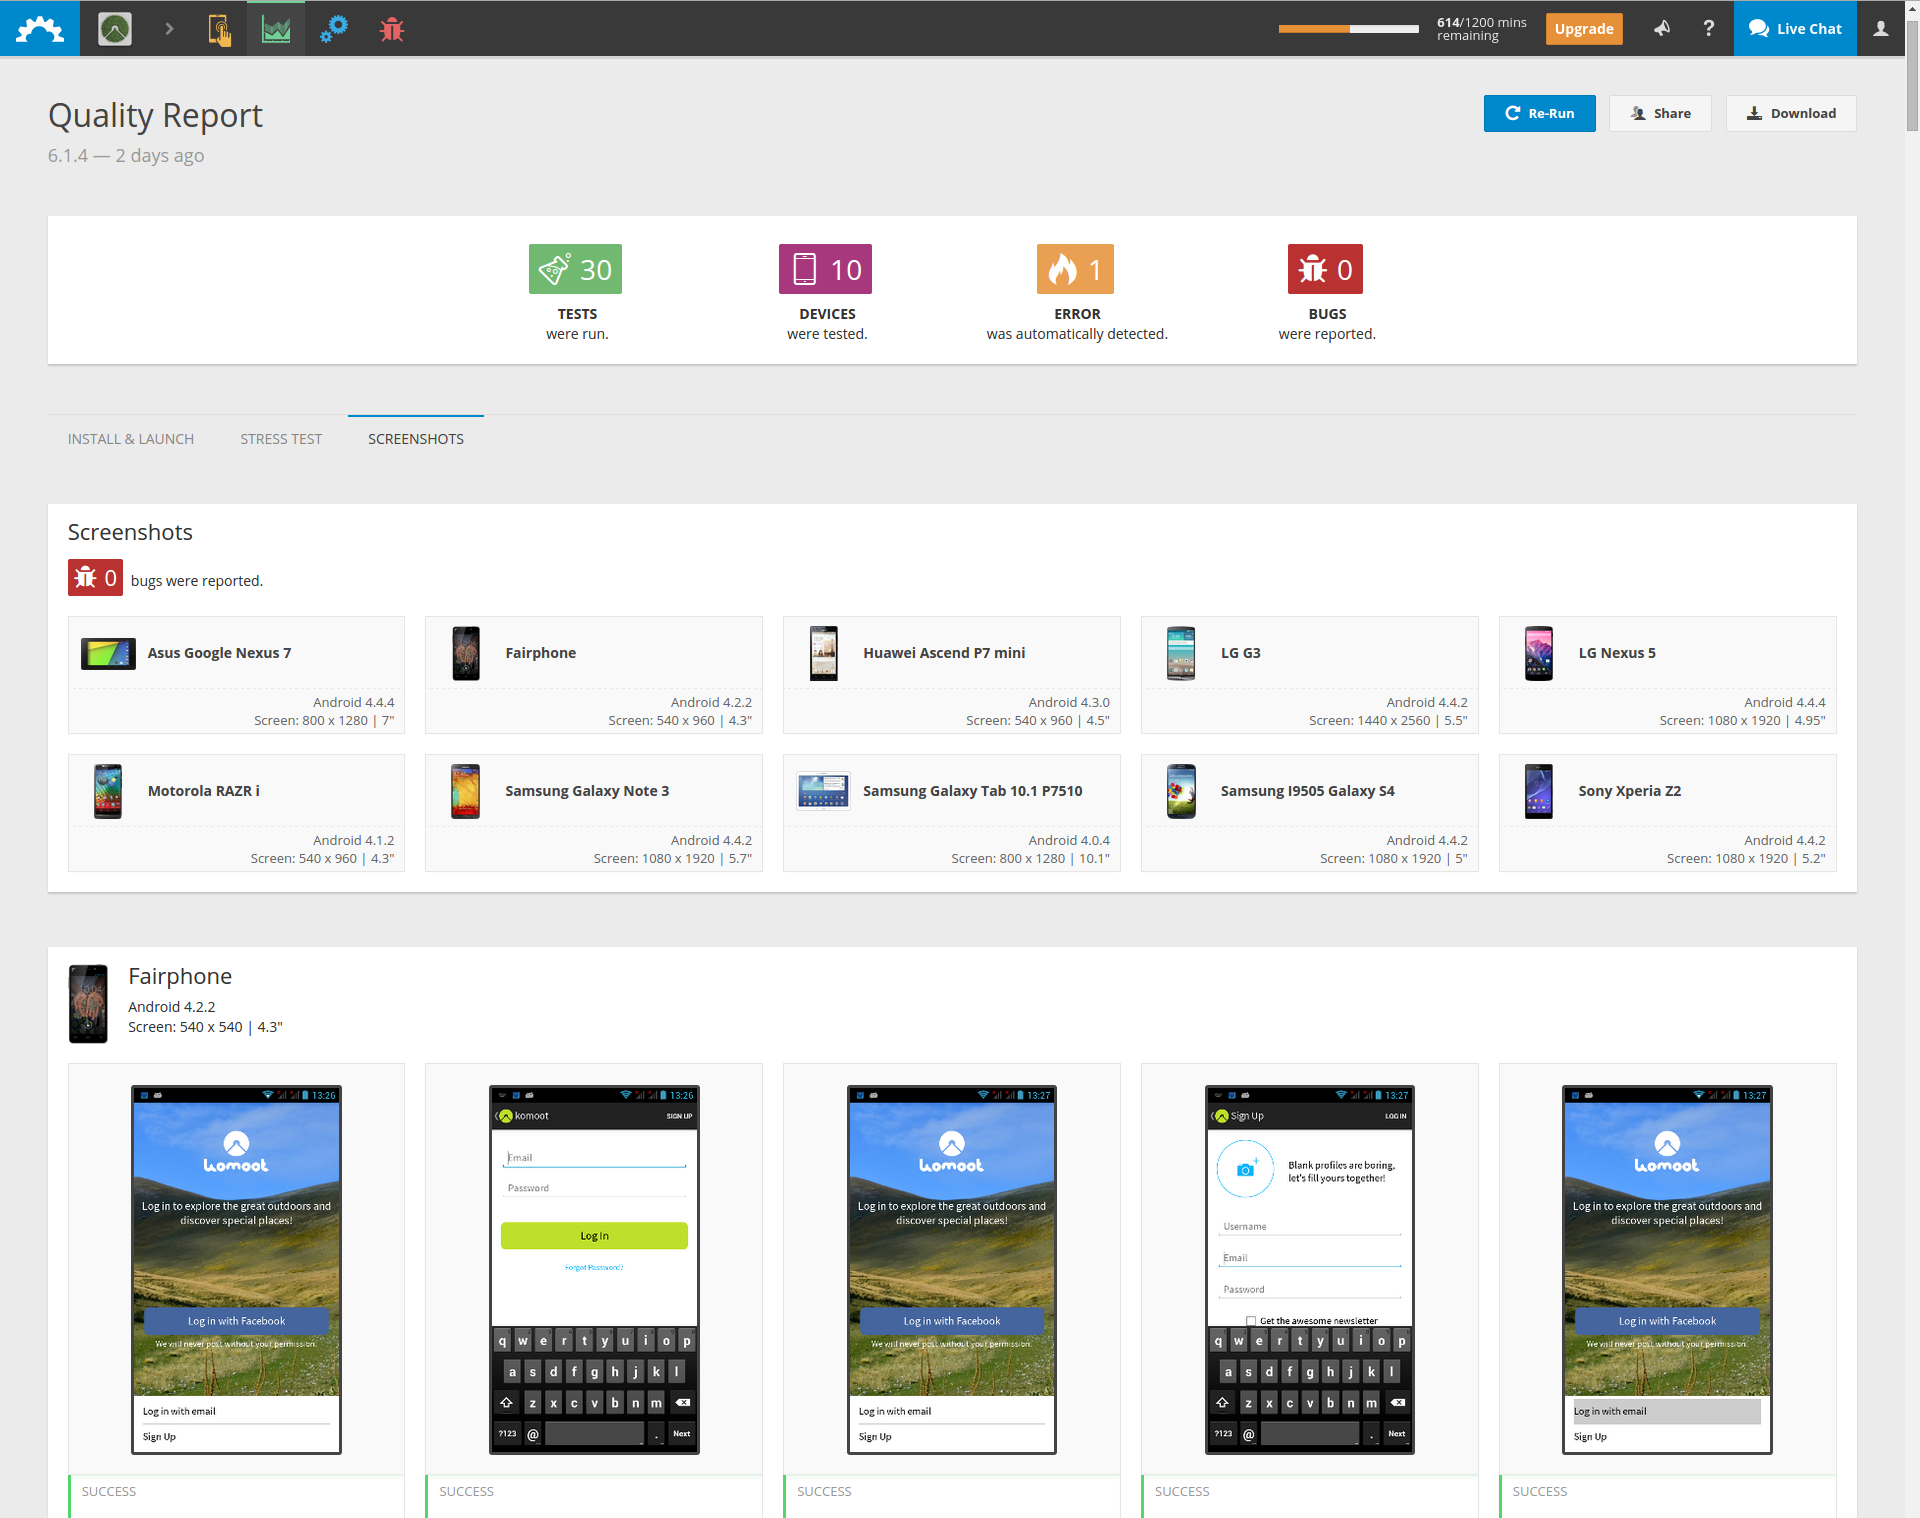 614/1200 mins
remaining
Upgrade
?
Live Chat
Quality Report
6.1.4 — 2 days ago
Re-Run
Share
Download
30
10
1
0
TESTS
were run.
DEVICES
were tested.
ERROR
was automatically detected.
BUGS
were reported.
INSTALL & LAUNCH
STRESS TEST
SCREENSHOTS
Screenshots
0 bugs were reported.
Asus Google Nexus 7
Android 4.4.4
Screen: 800 x 1280 | 7"
Fairphone
Android 4.2.2
Screen: 540 x 960 | 4.3"
Huawei Ascend P7 mini
Android 4.3.0
Screen: 540 x 960 | 4.5"
LG G3
Android 4.4.2
Screen: 1440 x 2560 | 5.5"
LG Nexus 5
Android 4.4.4
Screen: 1080 x 1920 | 4.95"
Motorola RAZR i
Android 4.1.2
Screen: 540 x 960 | 4.3"
Samsung Galaxy Note 3
Android 4.4.2
Screen: 1080 x 1920 | 5.7"
Samsung Galaxy Tab 10.1 P7510
Android 4.0.4
Screen: 800 x 1280 | 10.1"
Samsung I9505 Galaxy S4
Android 4.4.2
Screen: 1080 x 1920 | 5"
Sony Xperia Z2
Android 4.4.2
Screen: 1080 x 1920 | 5.2"
Fairphone
Android 4.2.2
Screen: 540 x 540 | 4.3"
13:26
komoot
Log in to explore the great outdoors and
discover special places!
Log in with Facebook
We will never post without your permission.
Log in with email
Sign Up
SUCCESS
13:26
komoot
SIGN UP
Email
Password
Log In
Forgot Password?
q w e r t y u i o p
a s d f g h j k l
z x c v b n m
?123 @ . Next
SUCCESS
13:27
komoot
Log in to explore the great outdoors and
discover special places!
Log in with Facebook
We will never post without your permission.
Log in with email
Sign Up
SUCCESS
13:27
Sign Up
LOG IN
Blank profiles are boring,
let's fill yours together!
Username
Email
Password
Get the awesome newsletter
q w e r t y u i o p
a s d f g h j k l
z x c v b n m
?123 @ . Next
SUCCESS
13:27
komoot
Log in to explore the great outdoors and
discover special places!
Log in with Facebook
We will never post without your permission.
Log in with email
Sign Up
SUCCESS